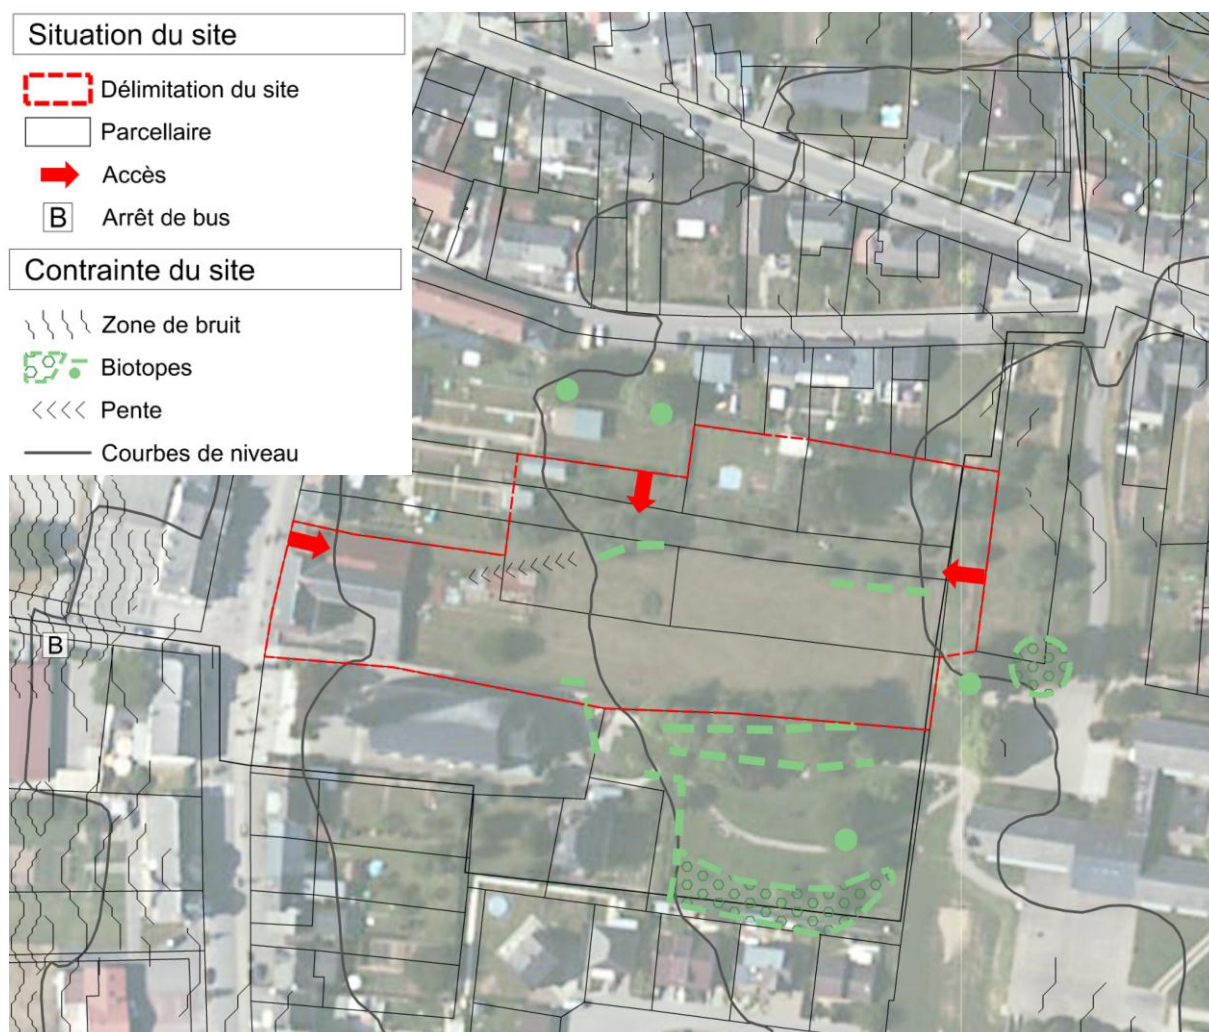 Situation du site
Délimitation du site
Parcellaire
Accès
B Arrêt de bus
Contrainte du site
Zone de bruit
Biotopes
Pente
Courbes de niveau
B